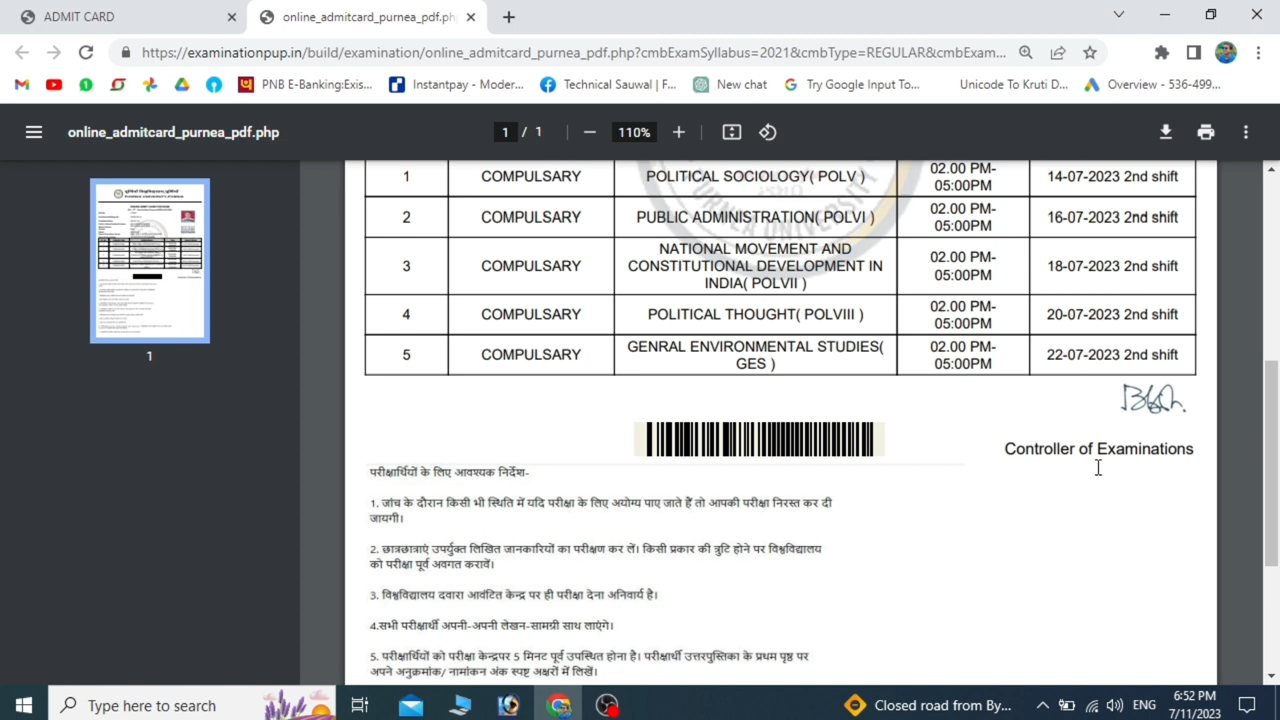 ADMIT CARD
online_admitcard_purnea_pdf.php
https://examinationpup.in/build/examination/online_admitcard_purnea_pdf.php?cmbExamSyllabus=2021&cmbType=REGULAR&cmbExam...
PNB E-Banking:Exis...
Instantpay - Moder...
Technical Sauwal | F...
New chat
Try Google Input To...
Unicode To Kruti D...
Overview - 536-499...
online_admitcard_purnea_pdf.php
1 / 1
110%
1 COMPULSARY POLITICAL SOCIOLOGY( POLV ) 02.00 PM-05:00PM 14-07-2023 2nd shift
2 COMPULSARY PUBLIC ADMINISTRATION( POLVI ) 02.00 PM-05:00PM 16-07-2023 2nd shift
3 COMPULSARY NATIONAL MOVEMENT AND CONSTITUTIONAL DEVELOPMENT IN INDIA( POLVII ) 02.00 PM-05:00PM 18-07-2023 2nd shift
4 COMPULSARY POLITICAL THOUGHT( POLVIII ) 02.00 PM-05:00PM 20-07-2023 2nd shift
5 COMPULSARY GENRAL ENVIRONMENTAL STUDIES( GES ) 02.00 PM-05:00PM 22-07-2023 2nd shift
Controller of Examinations
परीक्षार्थियों के लिए आवश्यक निर्देश-
1. जांच के दौरान किसी भी स्थिति में यदि परीक्षा के लिए अयोग्य पाए जाते हैं तो आपकी परीक्षा निरस्त कर दी
जायगी।
2. छात्रछात्राएं उपर्युक्त लिखित जानकारियों का परीक्षण कर लें। किसी प्रकार की त्रुटि होने पर विश्वविद्यालय
को परीक्षा पूर्व अवगत करावें।
3. विश्वविद्यालय दवारा आवंटित केन्द्र पर ही परीक्षा देना अनिवार्य है।
4.सभी परीक्षार्थी अपनी-अपनी लेखन-सामग्री साथ लाएंगे।
5. परीक्षार्थियों को परीक्षा केन्द्रपर 5 मिनट पूर्व उपस्थित होना है। परीक्षार्थी उत्तरपुस्तिका के प्रथम पृष्ठ पर
अपने अनुक्रमांक/ नामांकन अंक स्पष्ट अक्षरों में लिखें।
1
Type here to search
Closed road from By...
ENG
6:52 PM
7/11/2023